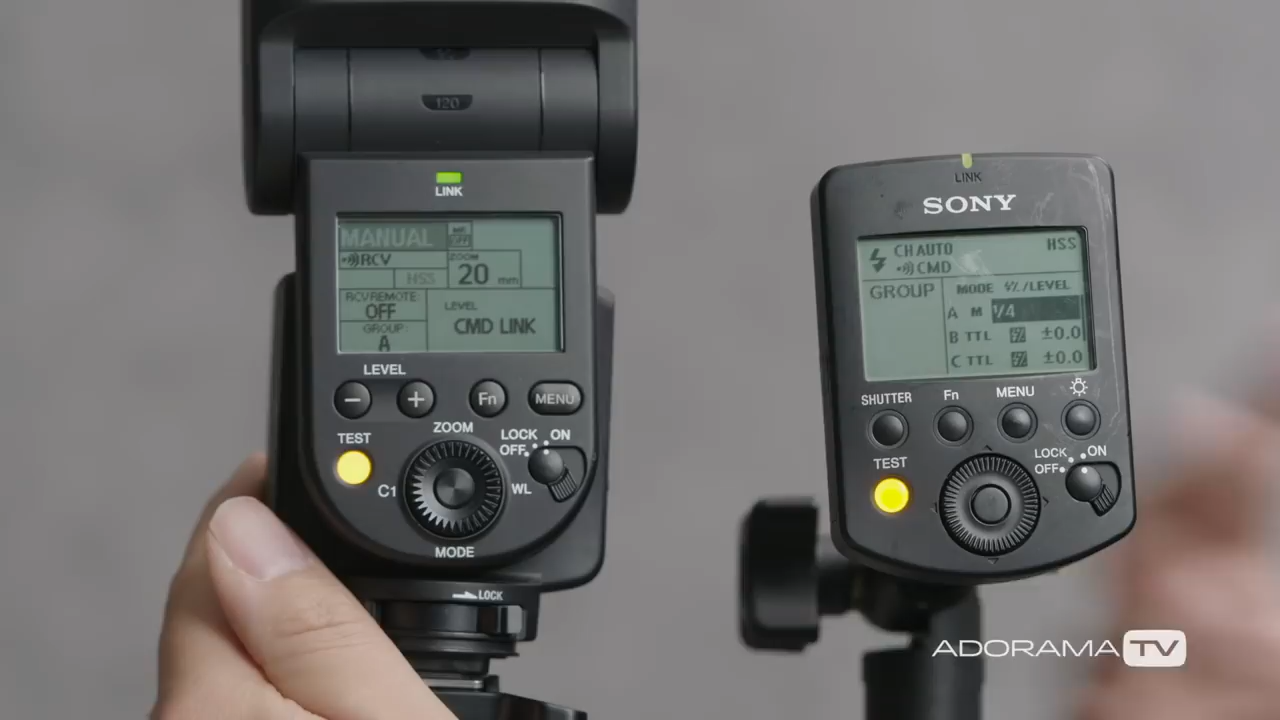 120
LINK
MANUAL
RCV
HSS
ZOOM
20 mm
RCV REMOTE
OFF
GROUP:
A
LEVEL
CMD LINK
LEVEL
− + Fn MENU
TEST
ZOOM
LOCK ON
OFF
C1
WL
MODE
LOCK
LINK
SONY
CH AUTO HSS
CMD
GROUP
MODE /LEVEL
A M 1/4
B TTL ±0.0
C TTL ±0.0
SHUTTER Fn MENU
TEST
LOCK ON
OFF
ADORAMA TV